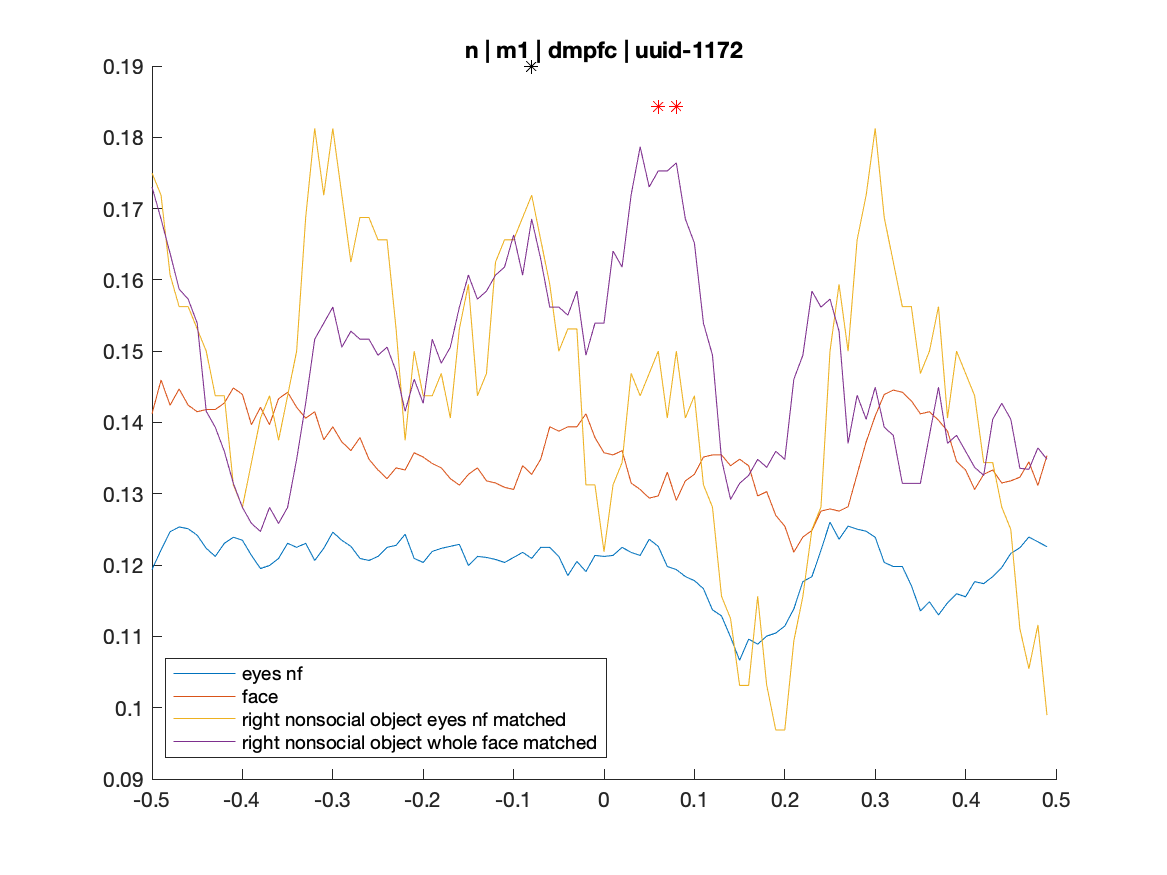 n | m1 | dmpfc | uuid-1172
0.19
0.18
0.17
0.16
0.15
0.14
0.13
0.12
0.11
0.1
0.09
eyes nf
face
right nonsocial object eyes nf matched
right nonsocial object whole face matched
-0.5 -0.4 -0.3 -0.2 -0.1 0 0.1 0.2 0.3 0.4 0.5